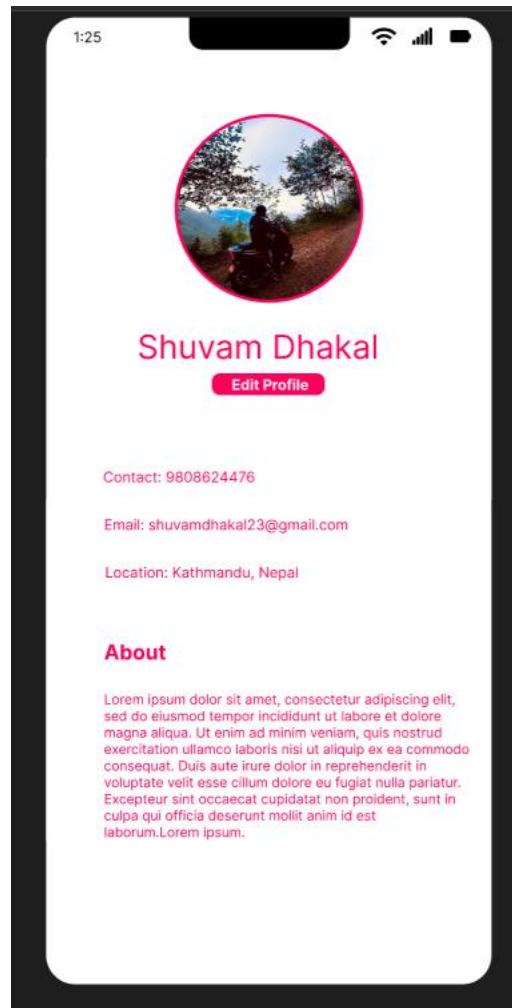 1:25
Shuvam Dhakal
Edit Profile
Contact: 9808624476
Email: shuvamdhakal23@gmail.com
Location: Kathmandu, Nepal
About
Lorem ipsum dolor sit amet, consectetur adipiscing elit,
sed do eiusmod tempor incididunt ut labore et dolore
magna aliqua. Ut enim ad minim veniam, quis nostrud
exercitation ullamco laboris nisi ut aliquip ex ea commodo
consequat. Duis aute irure dolor in reprehenderit in
voluptate velit esse cillum dolore eu fugiat nulla pariatur.
Excepteur sint occaecat cupidatat non proident, sunt in
culpa qui officia deserunt mollit anim id est
laborum.Lorem ipsum.